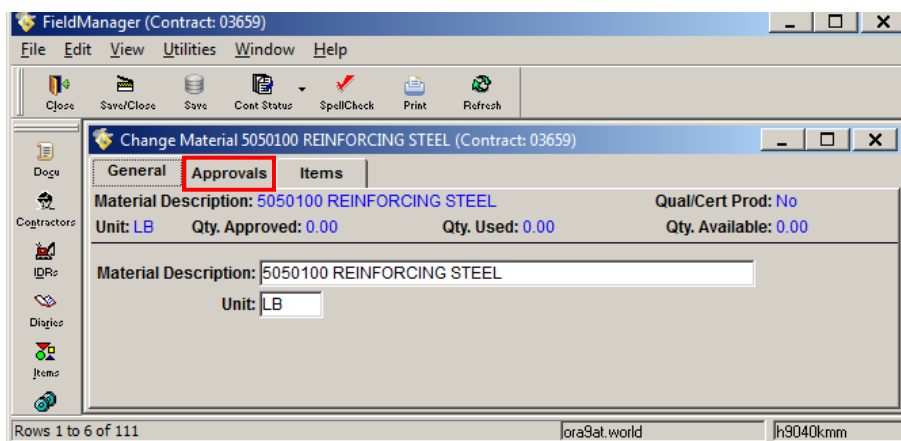 FieldManager (Contract: 03659)
File Edit View Utilities Window Help
Close Save/Close Save Cont Status SpellCheck Print Refresh
Change Material 5050100 REINFORCING STEEL (Contract: 03659)
Docu
General Approvals Items
Contractors
Material Description: 5050100 REINFORCING STEEL Qual/Cert Prod: No
Unit: LB Qty. Approved: 0.00 Qty. Used: 0.00 Qty. Available: 0.00
IDRs
Material Description: 5050100 REINFORCING STEEL
Unit: LB
Diaries
Items
Rows 1 to 6 of 111 ora9at.world h9040kmm